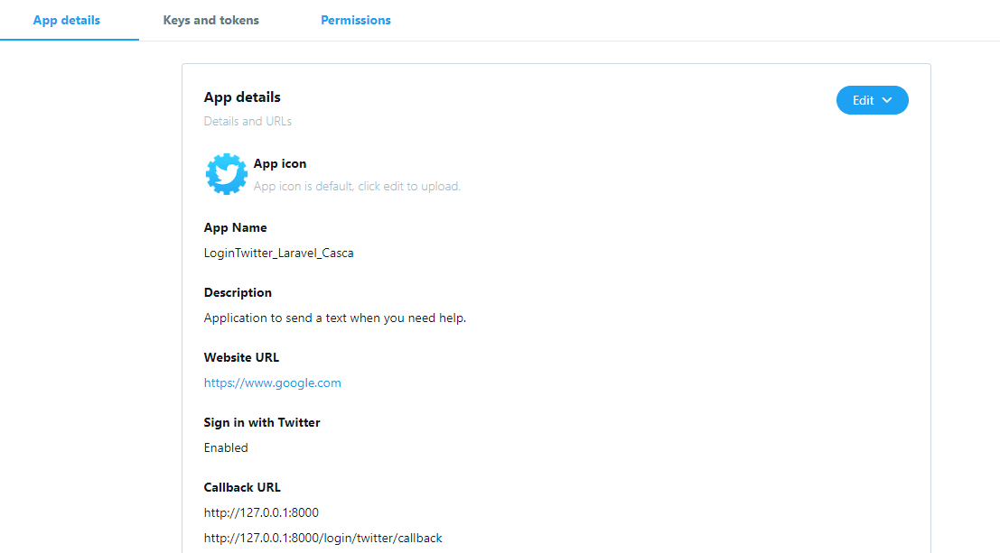 App details Keys and tokens Permissions
App details
Edit
Details and URLs
App icon
App icon is default, click edit to upload.
App Name
LoginTwitter_Laravel_Casca
Description
Application to send a text when you need help.
Website URL
https://www.google.com
Sign in with Twitter
Enabled
Callback URL
http://127.0.0.1:8000
http://127.0.0.1:8000/login/twitter/callback